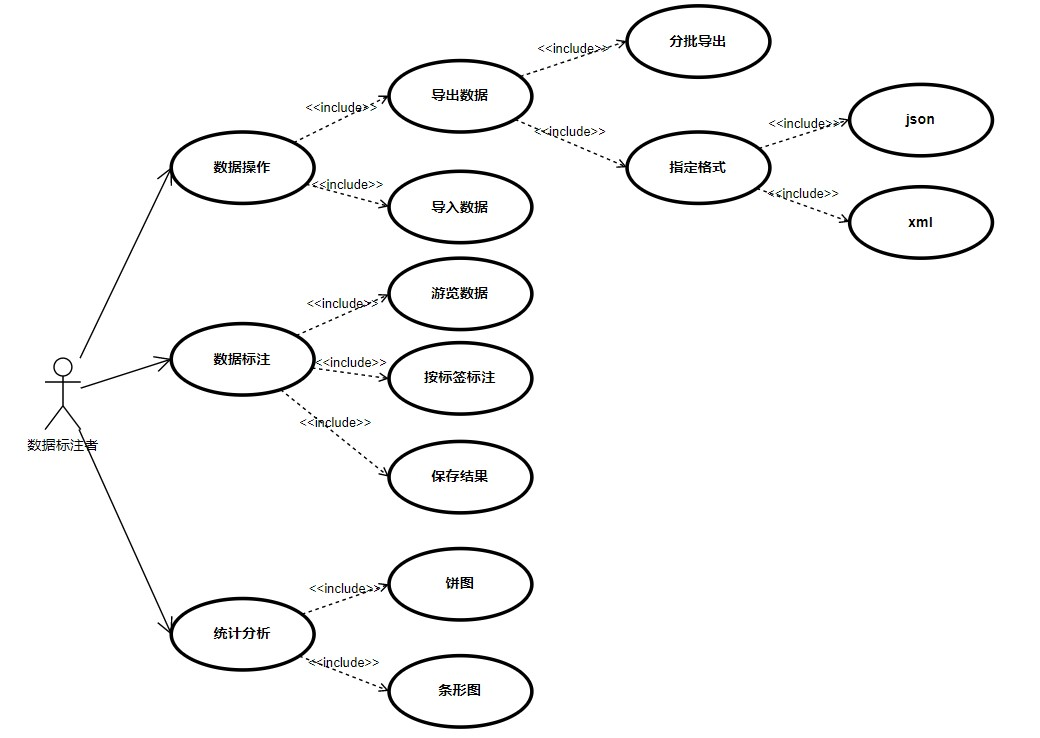 分批导出
<<include>>
导出数据
<<include>>
<<include>>
json
<<include>>
<<include>>
数据操作
指定格式
<<include>>
<<include>>
导入数据
xml
游览数据
<<include>>
数据标注
<<include>>
按标签标注
<<include>>
数据标注者
保存结果
饼图
<<include>>
统计分析
<<include>>
条形图